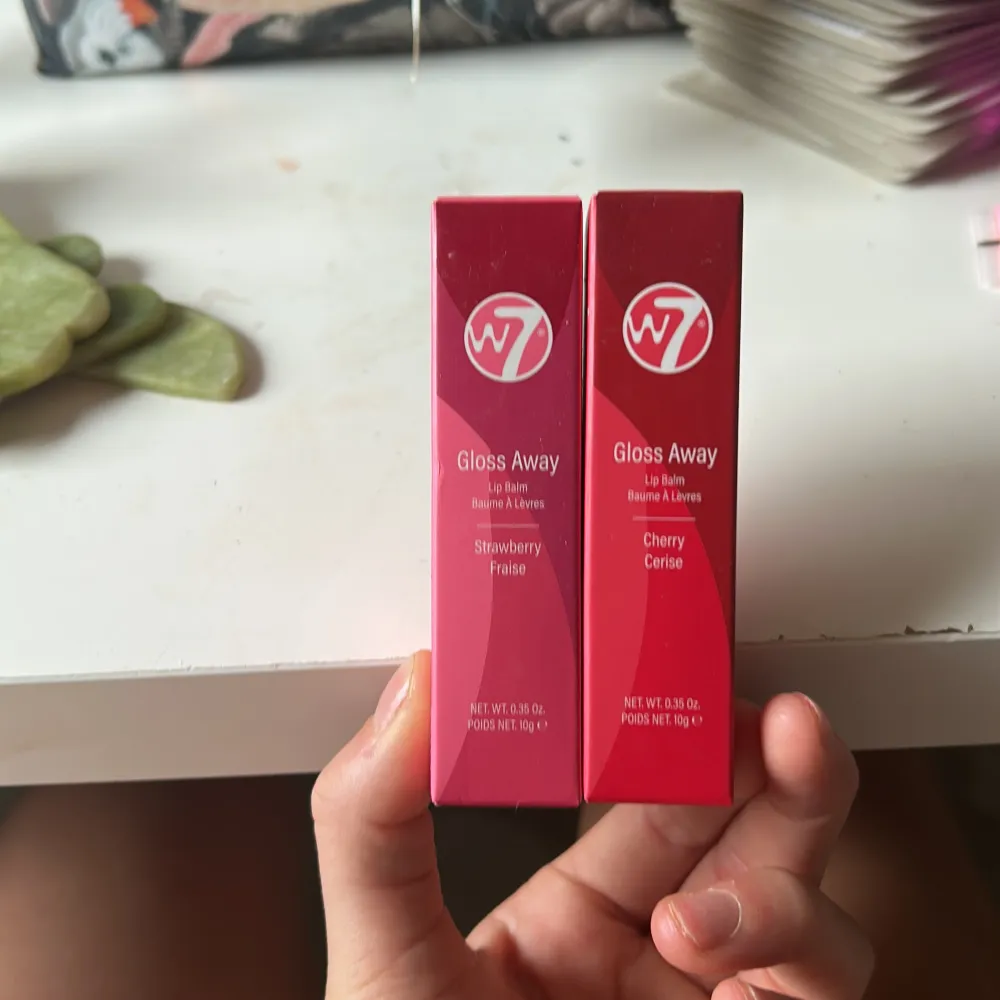 W7®
Gloss Away
Lip Balm
Baume À Lèvres
Strawberry
Fraise
NET. WT. 0.35 Oz.
POIDS NET. 10g ℮
W7®
Gloss Away
Lip Balm
Baume À Lèvres
Cherry
Cerise
NET. WT. 0.35 Oz.
POIDS NET. 10g ℮